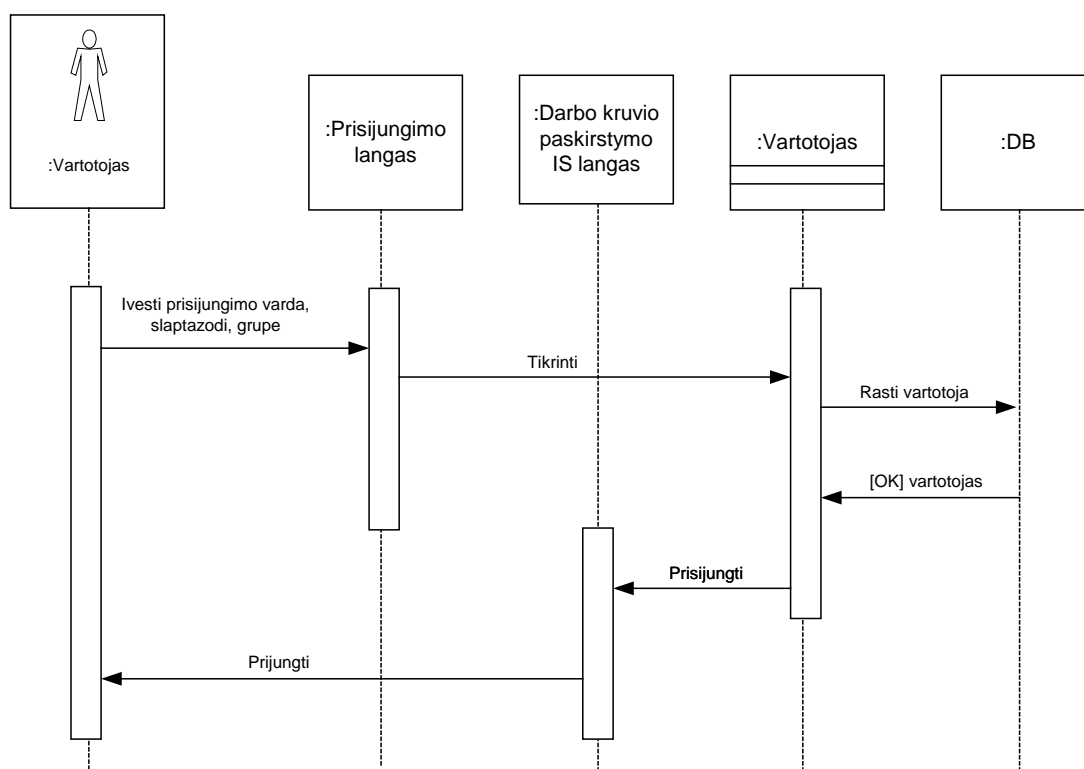 :Vartotojas
:Prisijungimo
langas
:Darbo kruvio
paskirstymo
IS langas
:Vartotojas
:DB
Ivesti prisijungimo varda,
slaptazodi, grupe
Tikrinti
Rasti vartotoja
[OK] vartotojas
Prisijungti
Prijungti